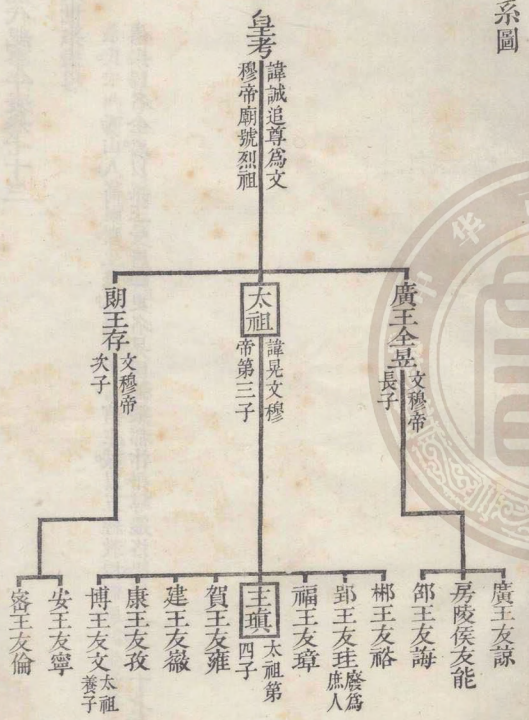 系圖
皇考
諱誠追尊爲文
穆帝廟號烈祖
廣王全昱
文穆帝
長子
太祖
諱晃文穆
帝第三子
朗王存
文穆帝
次子
廣王友諒
房陵侯友能
邵王友誨
郴王友裕
郢王友珪
廢爲
庶人
福王友璋
主瑱
太祖第
四子
賀王友雍
建王友徽
康王友孜
博王友文
太祖
養子
安王友寧
密王友倫
中华